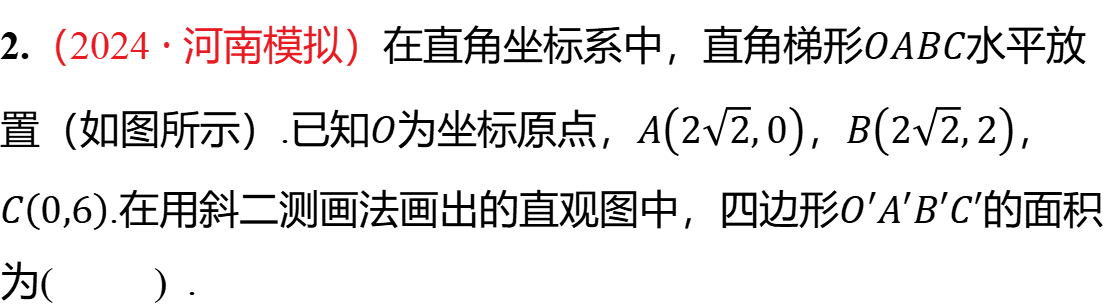 2.（2024 · 河南模拟）在直角坐标系中，直角梯形OABC水平放
置（如图所示）.已知O为坐标原点，A(2√2, 0)，B(2√2, 2)，
C(0,6).在用斜二测画法画出的直观图中，四边形O′A′B′C′的面积
为(　　).